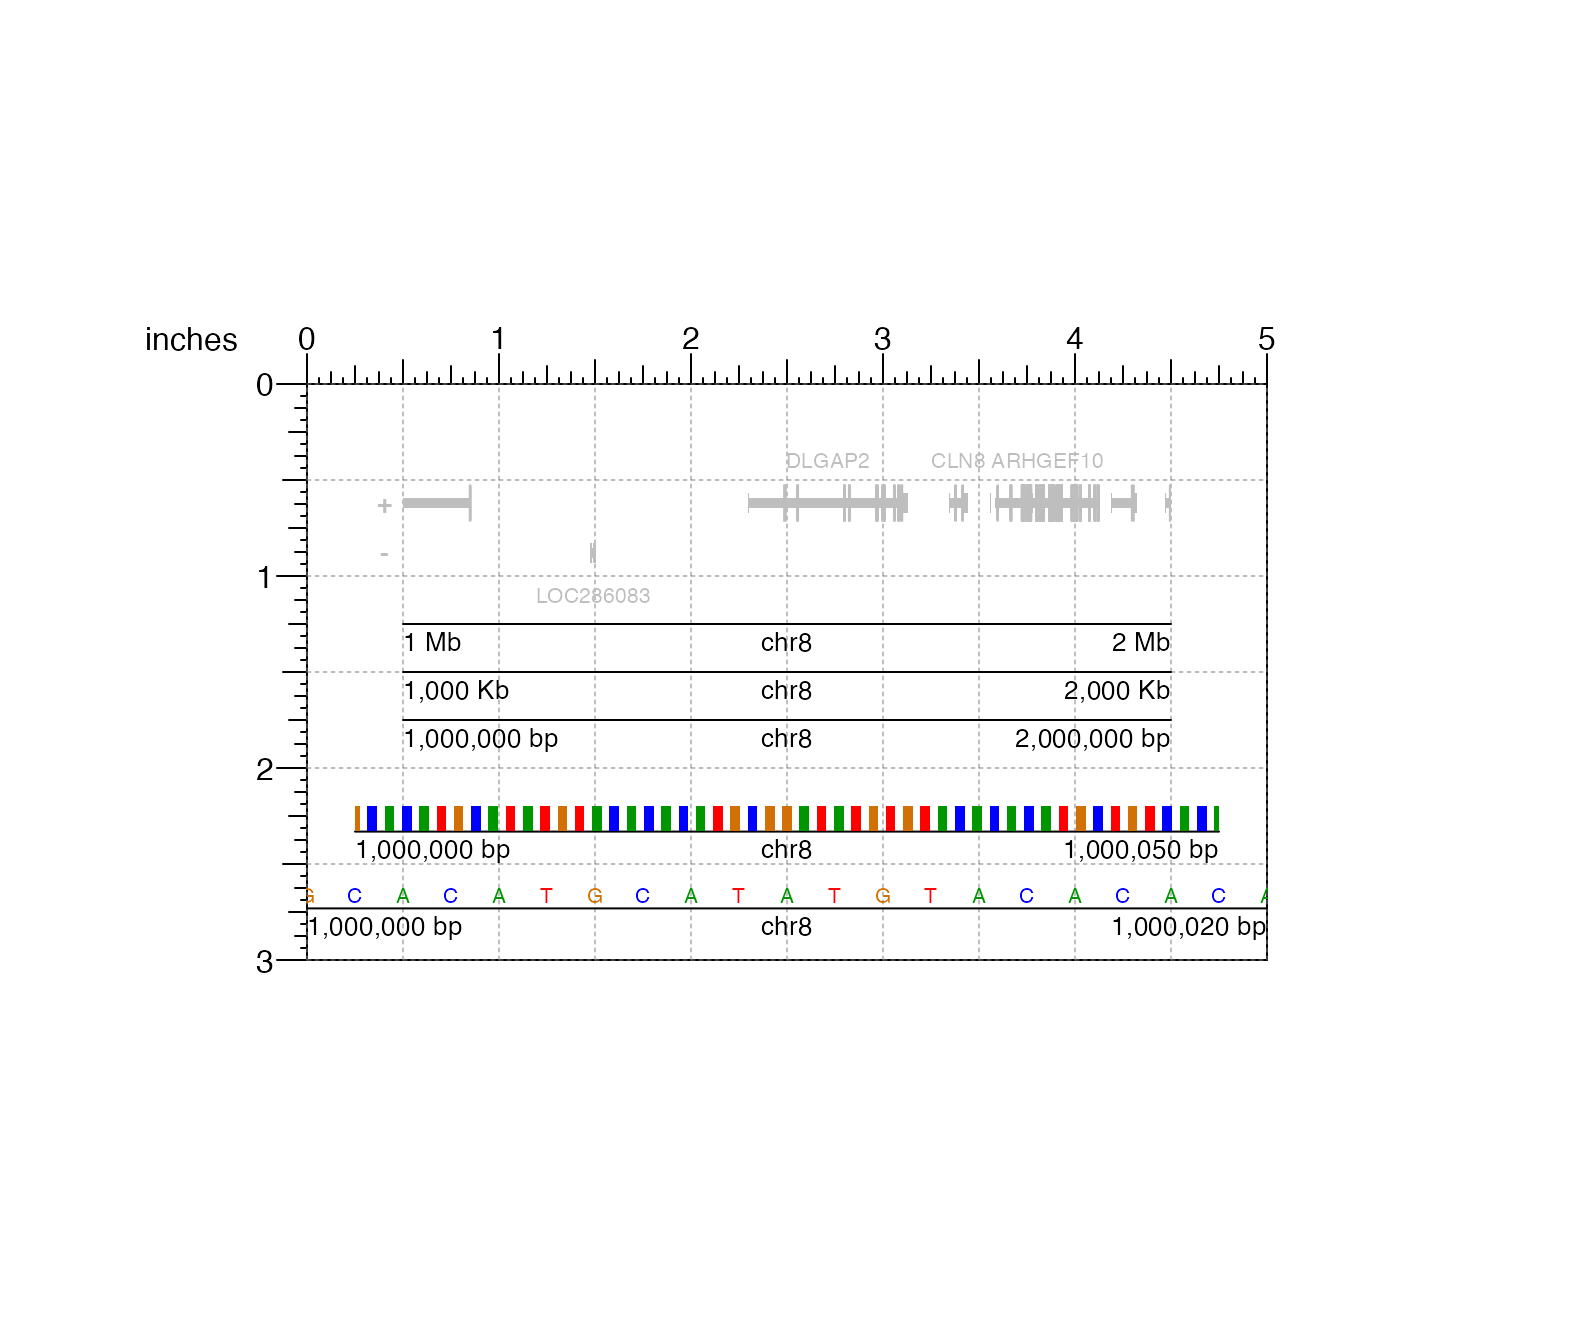 inches 0 1 2 3 4 5
0
DLGAP2 CLN8 ARHGEF10
+
-
1
LOC286083
1 Mb chr8 2 Mb
1,000 Kb chr8 2,000 Kb
1,000,000 bp chr8 2,000,000 bp
2
1,000,000 bp chr8 1,000,050 bp
G C A C A T G C A T A T G T A C A C A C A
1,000,000 bp chr8 1,000,020 bp
3